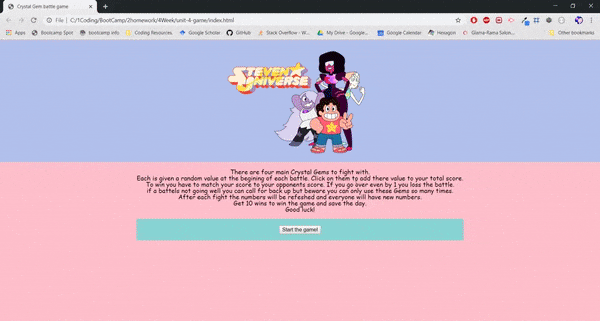 Crystal Gem battle game
File | C:/1Coding/BootCamp/2homework/4Week/unit-4-game/index.html
Apps Bootcamp Spot bootcamp info Coding Resources Google Scholar GitHub Stack Overflow - W... My Drive - Google... Google Calendar Hexagon Glama-Rama Salon... Other bookmarks
STEVEN UNIVERSE
There are four main Crystal Gems to fight with.
Each is given a random value at the begining of each battle. Click on them to add there value to your total score.
To win you have to match your score to your opponents score. If you go over even by 1 you loss the battle.
if a battels not going well you can call for back up but beware you can only use these Gems so many times.
After each fight the numbers will be refreshed and everyone will have new numbers.
Get 10 wins to win the game and save the day.
Good luck!
Start the game!